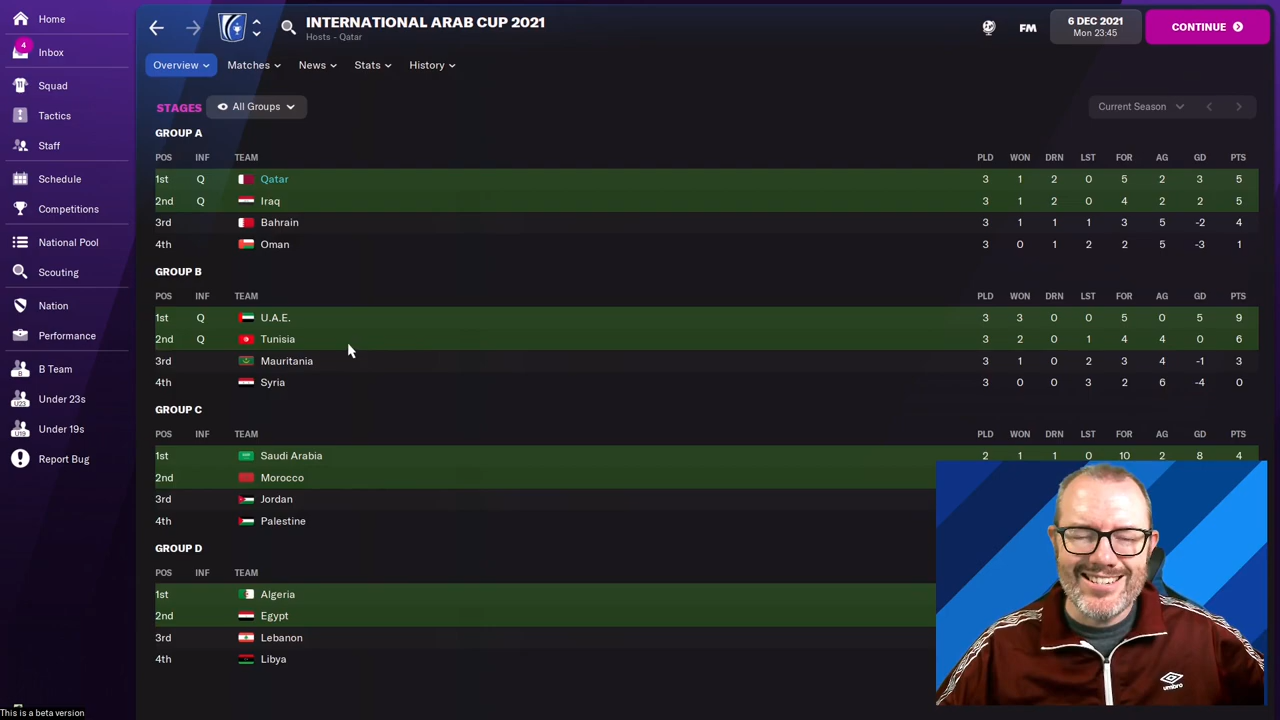 Home
4
Inbox
Squad
Tactics
Staff
Schedule
Competitions
National Pool
Scouting
Nation
Performance
B
B Team
U23
Under 23s
U19
Under 19s
Report Bug
This is a beta version
INTERNATIONAL ARAB CUP 2021
Hosts - Qatar
FM
6 DEC 2021
Mon 23:45
CONTINUE
Overview Matches News Stats History
STAGES All Groups Current Season
GROUP A
POS INF TEAM PLD WON DRN LST FOR AG GD PTS
1st Q Qatar 3 1 2 0 5 2 3 5
2nd Q Iraq 3 1 2 0 4 2 2 5
3rd Bahrain 3 1 1 1 3 5 -2 4
4th Oman 3 0 1 2 2 5 -3 1
GROUP B
POS INF TEAM PLD WON DRN LST FOR AG GD PTS
1st Q U.A.E. 3 3 0 0 5 0 5 9
2nd Q Tunisia 3 2 0 1 4 4 0 6
3rd Mauritania 3 1 0 2 3 4 -1 3
4th Syria 3 0 0 3 2 6 -4 0
GROUP C
POS INF TEAM PLD WON DRN LST FOR AG GD PTS
1st Saudi Arabia 2 1 1 0 10 2 8 4
2nd Morocco
3rd Jordan
4th Palestine
GROUP D
POS INF TEAM
1st Algeria
2nd Egypt
3rd Lebanon
4th Libya
umbro